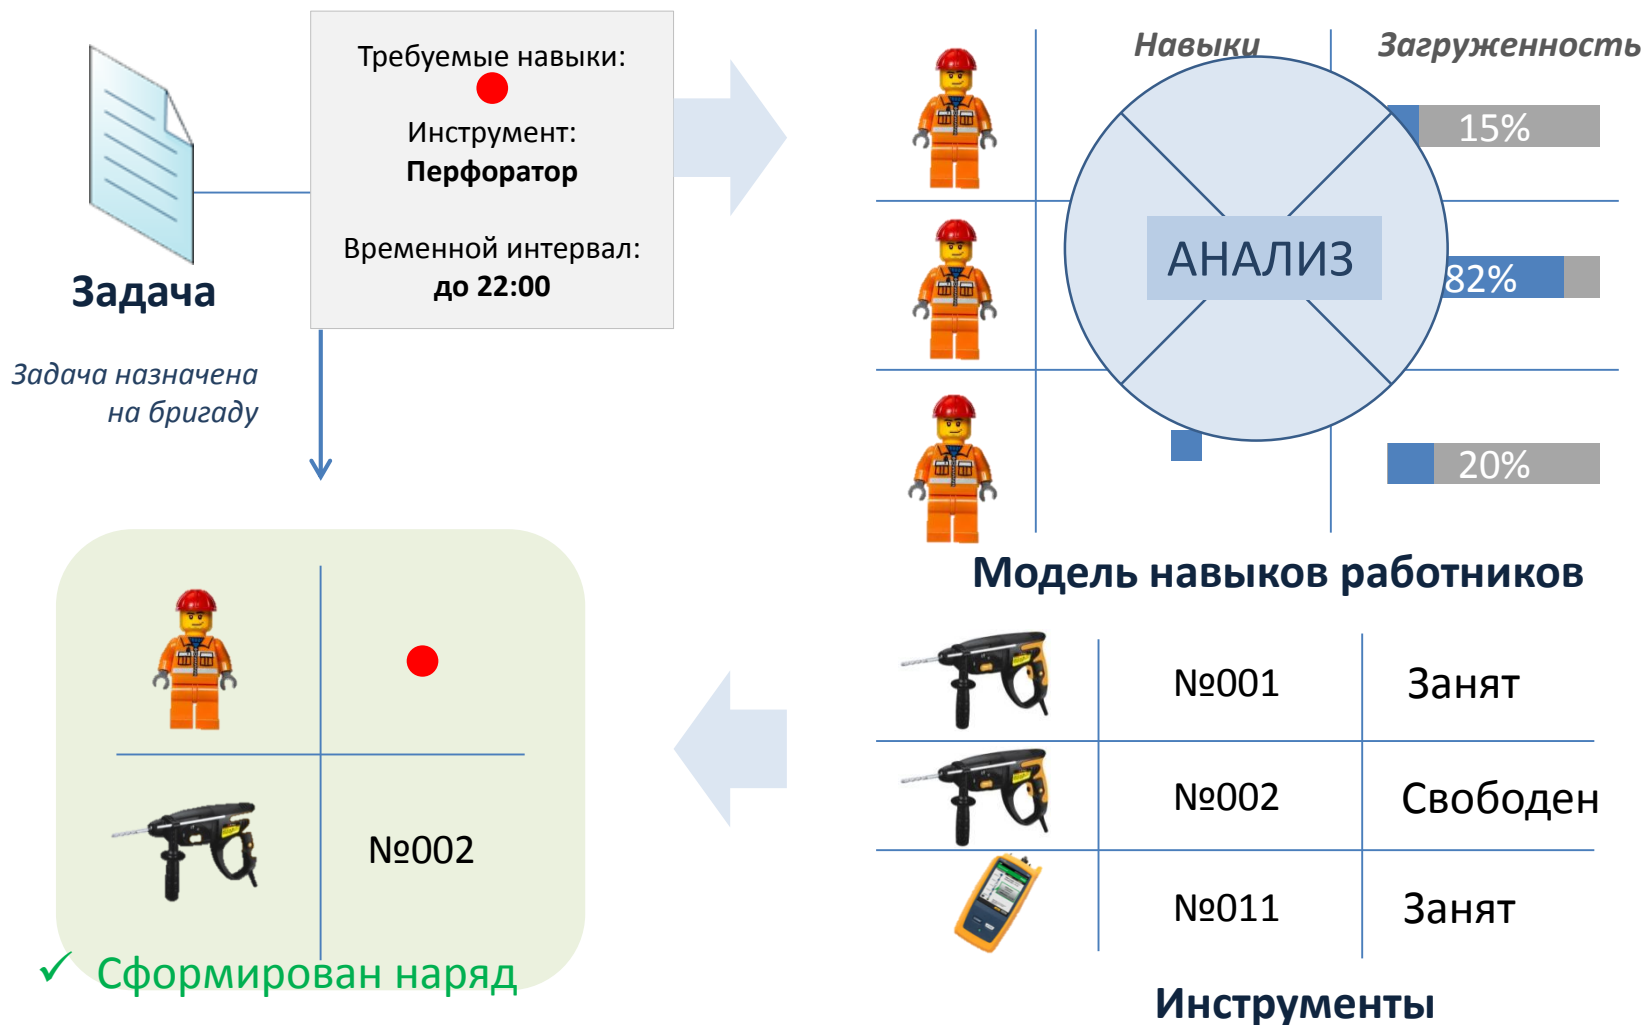 Требуемые навыки:
Инструмент:
Перфоратор
Временной интервал:
до 22:00
Задача
Задача назначена
на бригаду
Навыки
Загруженность
15%
АНАЛИЗ
82%
20%
Модель навыков работников
№001
Занят
№002
Свободен
№011
Занят
Инструменты
№002
✓ Сформирован наряд